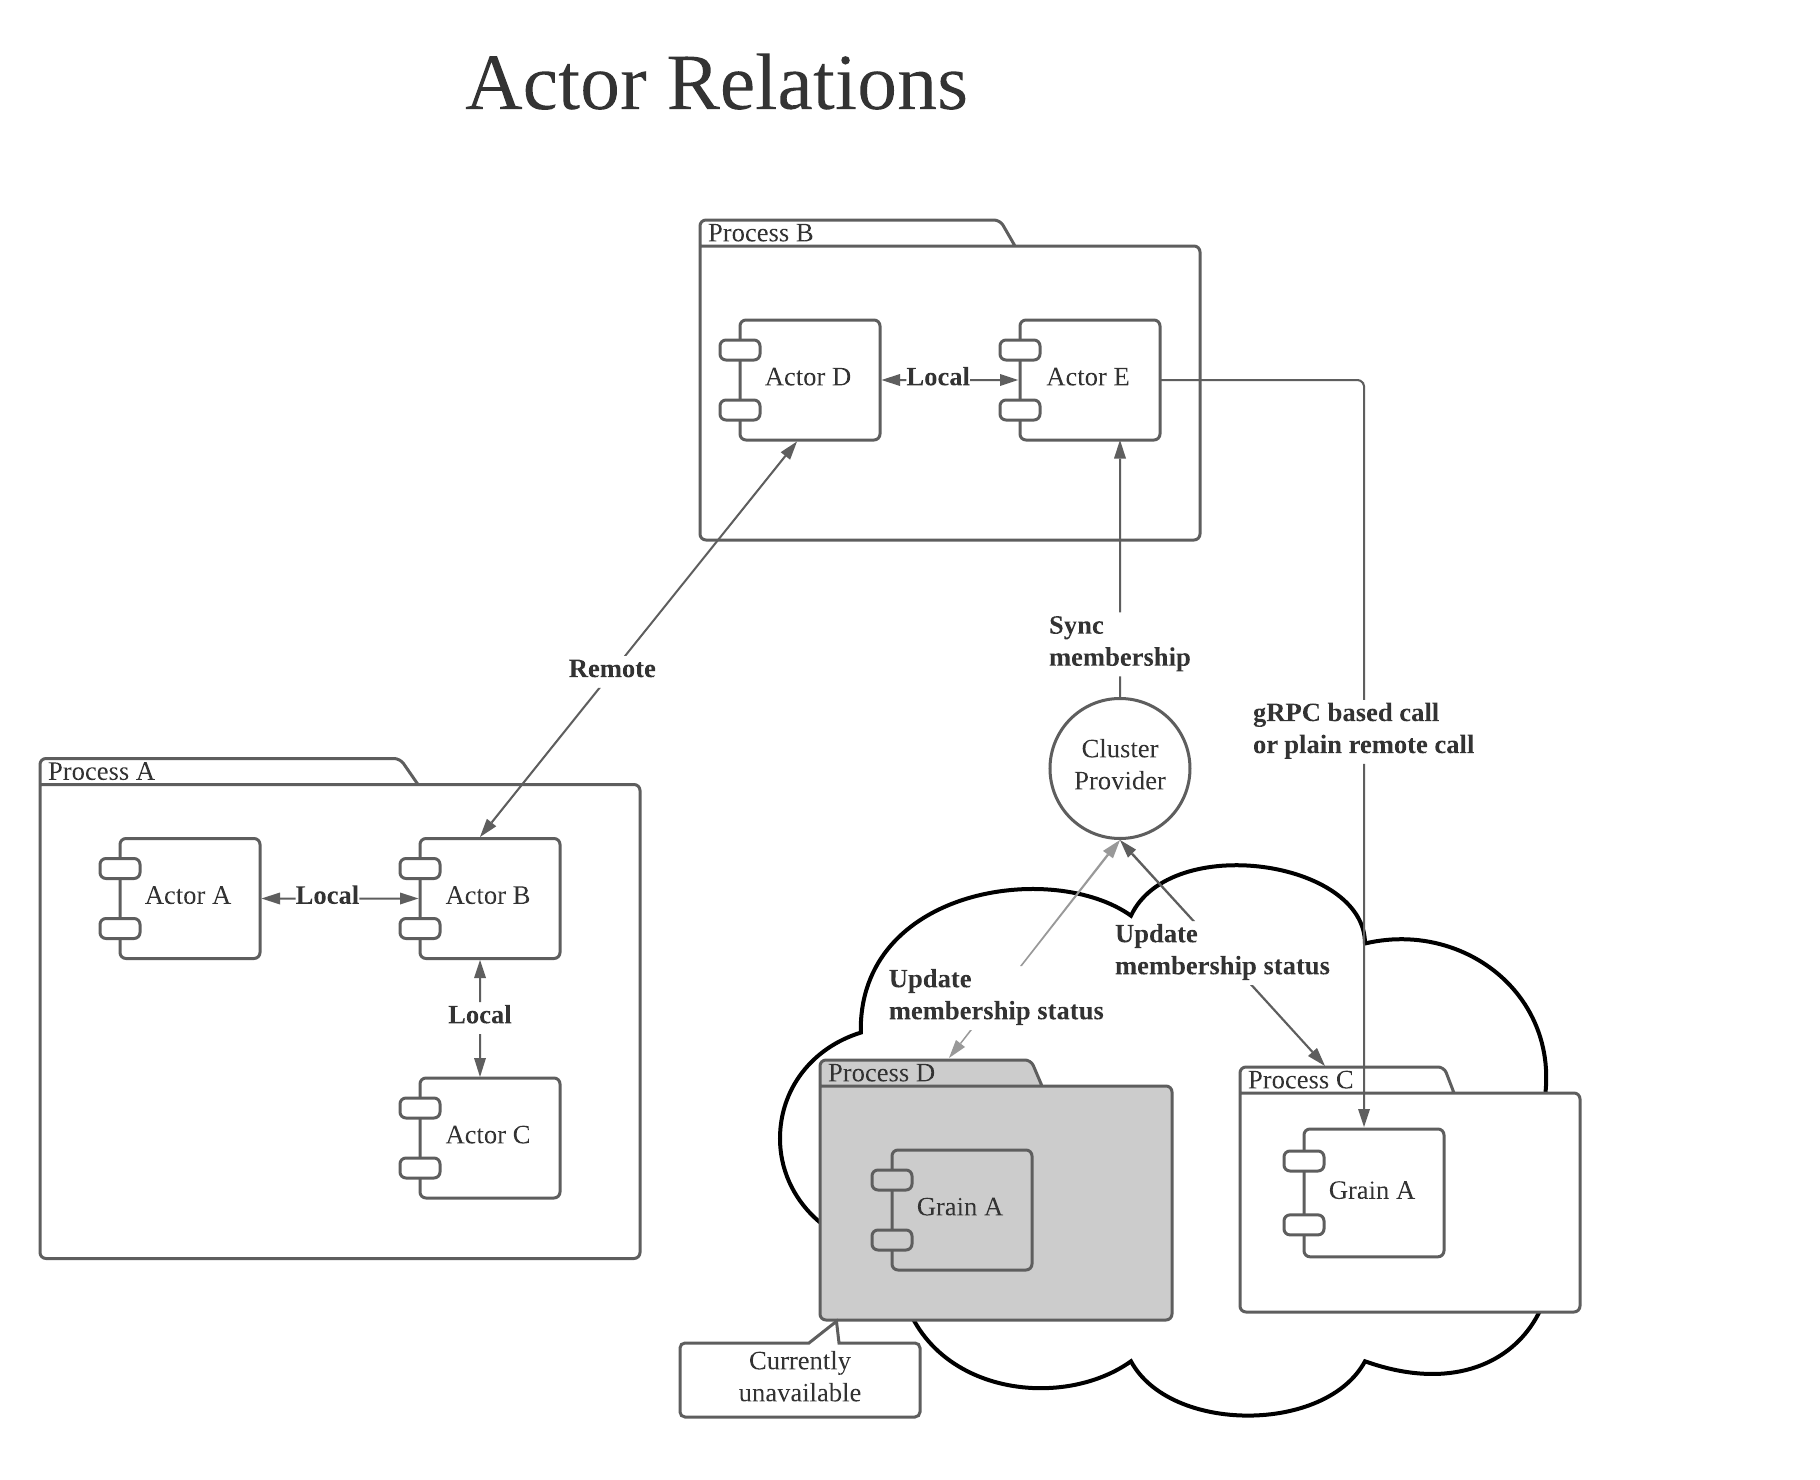 Actor Relations
Process B
Actor D
Local
Actor E
Sync
membership
Remote
gRPC based call
or plain remote call
Cluster
Provider
Process A
Actor A
Local
Actor B
Local
Actor C
Update
membership status
Update
membership status
Process D
Grain A
Process C
Grain A
Currently
unavailable